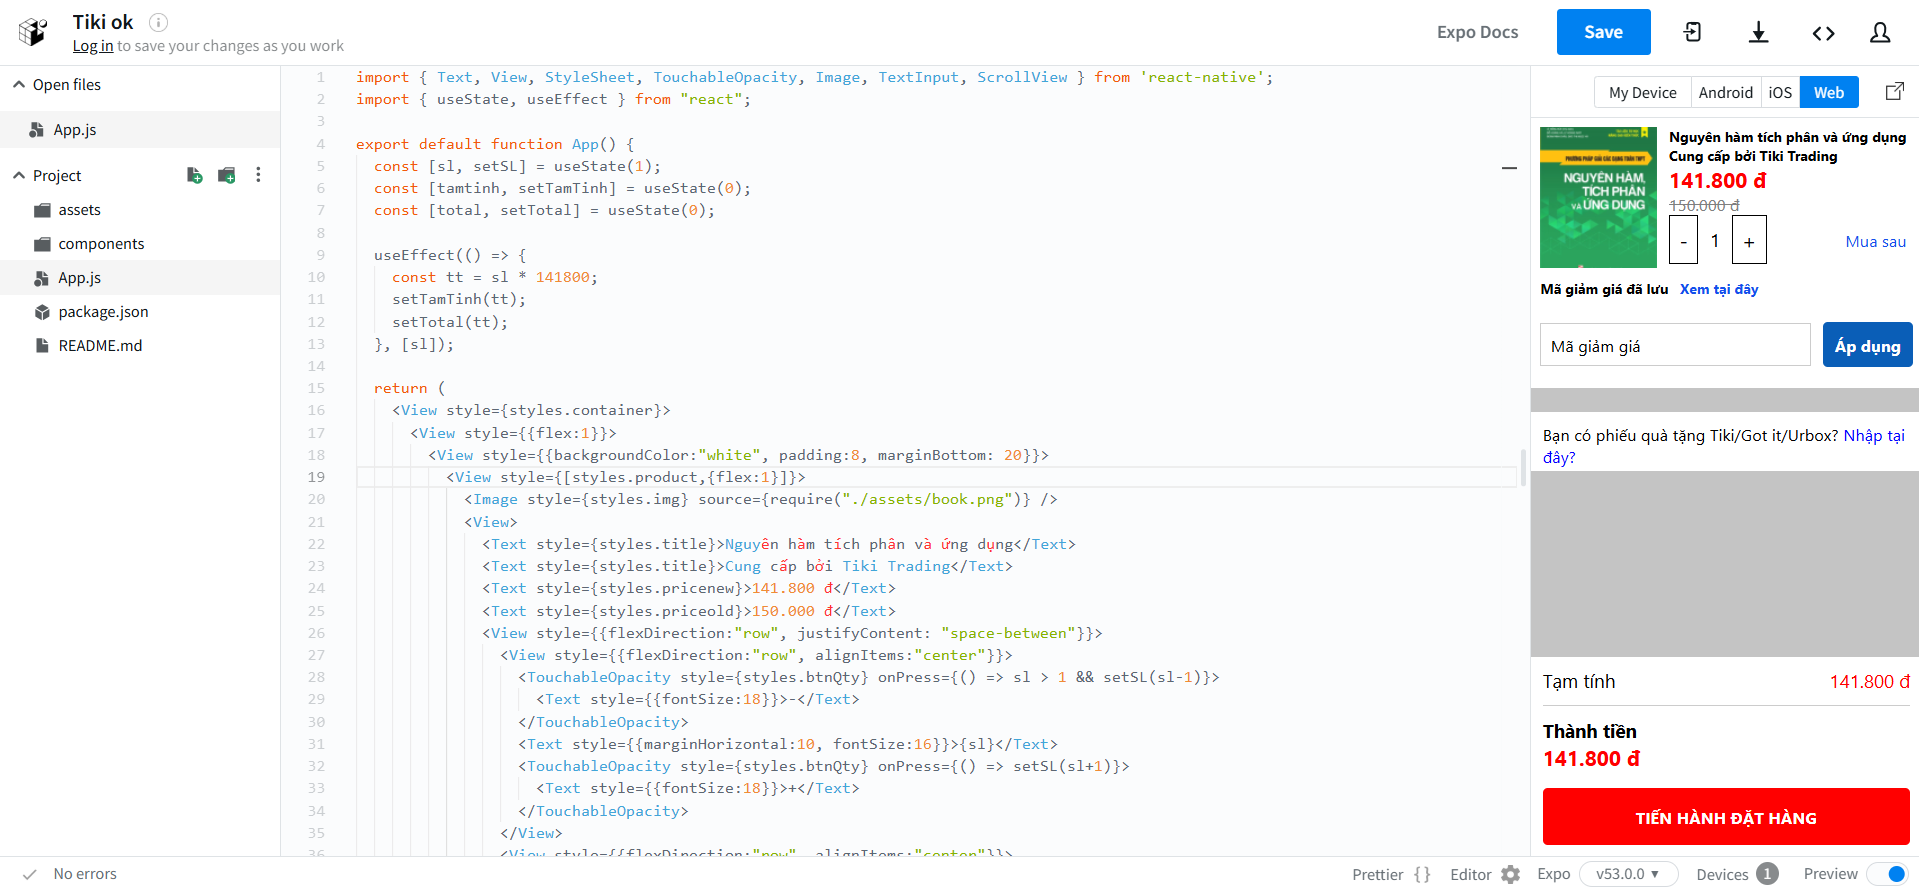 Tiki ok
Log in to save your changes as you work
Expo Docs
Save
Open files
App.js
Project
assets
components
App.js
package.json
README.md
1 import { Text, View, StyleSheet, TouchableOpacity, Image, TextInput, ScrollView } from 'react-native';
2 import { useState, useEffect } from "react";
3
4 export default function App() {
5 const [sl, setSL] = useState(1);
6 const [tamtinh, setTamTinh] = useState(0);
7 const [total, setTotal] = useState(0);
8
9 useEffect(() => {
10 const tt = sl * 141800;
11 setTamTinh(tt);
12 setTotal(tt);
13 }, [sl]);
14
15 return (
16 <View style={styles.container}>
17 <View style={{flex:1}}>
18 <View style={{backgroundColor:"white", padding:8, marginBottom: 20}}>
19 <View style={[styles.product,{flex:1}]}>
20 <Image style={styles.img} source={require("./assets/book.png")} />
21 <View>
22 <Text style={styles.title}>Nguyên hàm tích phân và ứng dụng</Text>
23 <Text style={styles.title}>Cung cấp bởi Tiki Trading</Text>
24 <Text style={styles.pricenew}>141.800 đ</Text>
25 <Text style={styles.priceold}>150.000 đ</Text>
26 <View style={{flexDirection:"row", justifyContent: "space-between"}}>
27 <View style={{flexDirection:"row", alignItems:"center"}}>
28 <TouchableOpacity style={styles.btnQty} onPress={() => sl > 1 && setSL(sl-1)}>
29 <Text style={{fontSize:18}}>-</Text>
30 </TouchableOpacity>
31 <Text style={{marginHorizontal:10, fontSize:16}}>{sl}</Text>
32 <TouchableOpacity style={styles.btnQty} onPress={() => setSL(sl+1)}>
33 <Text style={{fontSize:18}}>+</Text>
34 </TouchableOpacity>
35 </View>
36 <View style={{flexDirection:"row", alignItems:"center"}}>
My Device
Android
iOS
Web
PHƯƠNG PHÁP GIẢI CÁC DẠNG TOÁN THPT
NGUYÊN HÀM,
TÍCH PHÂN
VÀ ỨNG DỤNG
Nguyên hàm tích phân và ứng dụng
Cung cấp bởi Tiki Trading
141.800 đ
150.000 đ
- 1 +
Mua sau
Mã giảm giá đã lưu Xem tại đây
Mã giảm giá
Áp dụng
Bạn có phiếu quà tặng Tiki/Got it/Urbox? Nhập tại
đây?
Tạm tính 141.800 đ
Thành tiền
141.800 đ
TIẾN HÀNH ĐẶT HÀNG
No errors
Prettier { }
Editor
Expo
v53.0.0
Devices 1
Preview